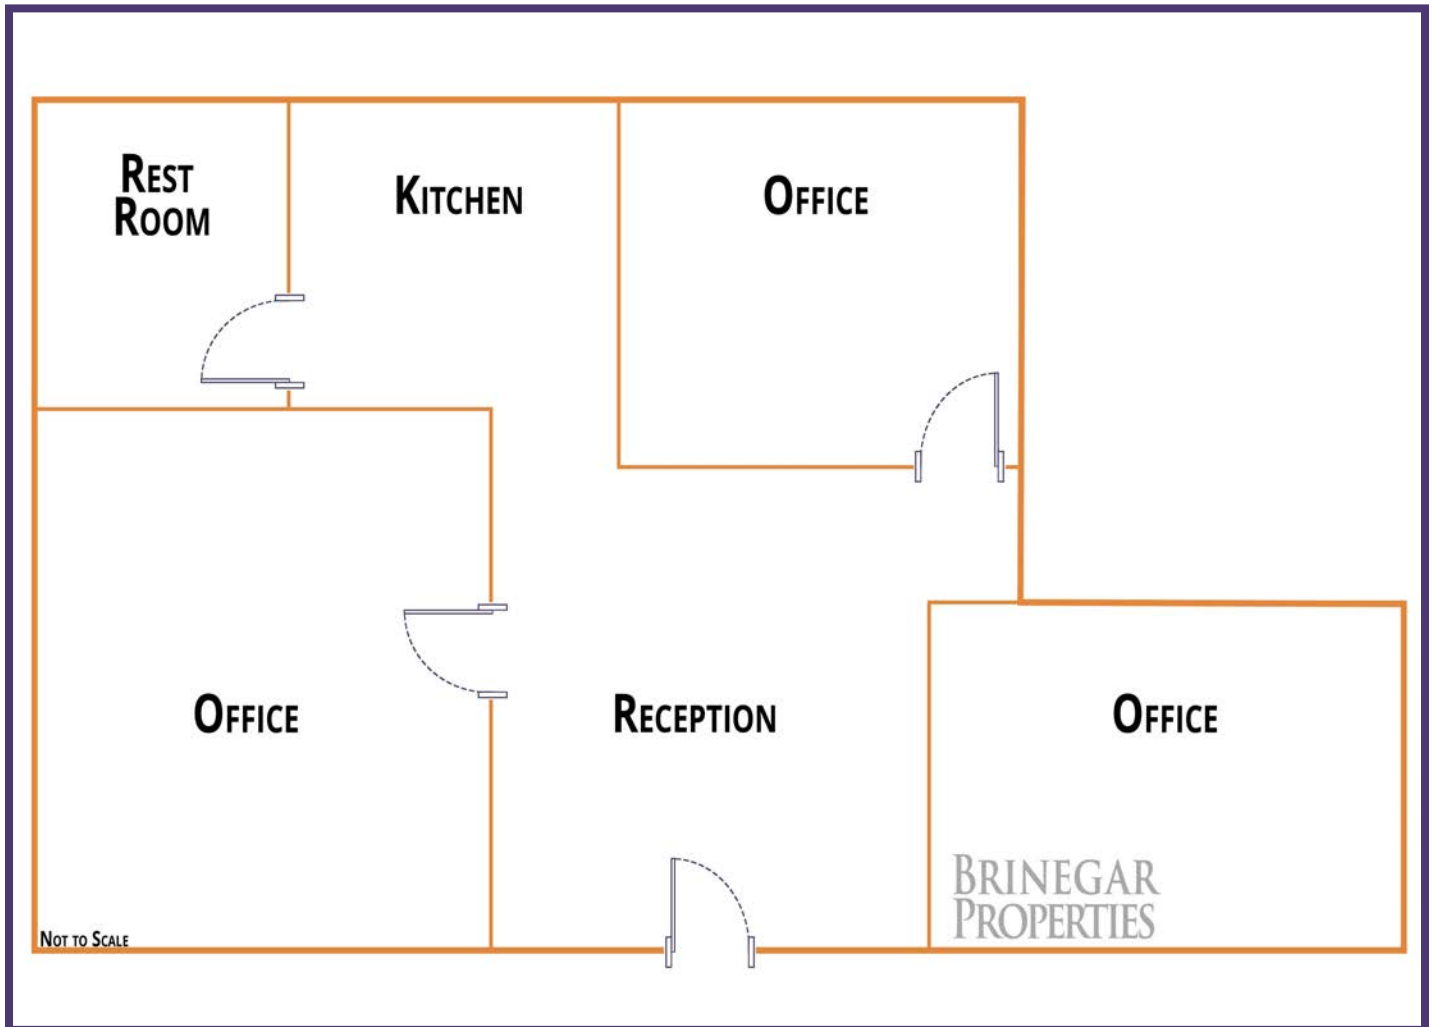 Rest
Room
Kitchen
Office
Office
Reception
Office
Brinegar
Properties
Not to Scale